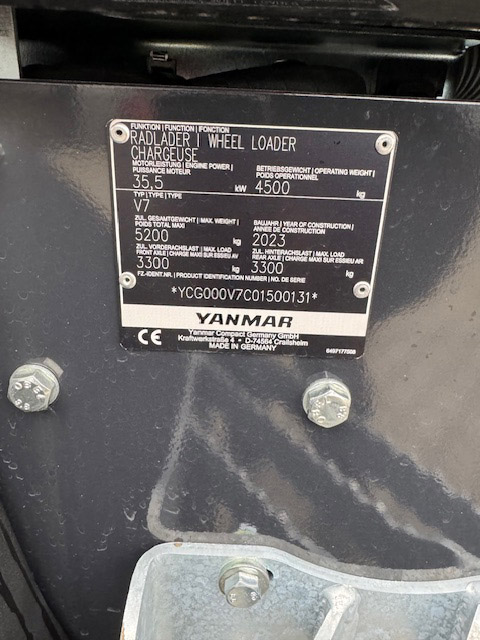 FUNKTION | FUNCTION | FONCTION
RADLADER | WHEEL LOADER
CHARGEUSE
MOTORLEISTUNG | ENGINE POWER | BETRIEBSGEWICHT | OPERATING WEIGHT |
PUISSANCE MOTEUR POIDS OPERATIONNEL
35,5 kW 4500 kg
TYP | TYPE | TYPE
V7
ZUL. GESAMTGEWICHT | MAX. WEIGHT | BAUJAHR | YEAR OF CONSTRUCTION |
POIDS TOTAL MAXI ANNÉE DE CONSTRUCTION
5200 kg 2023
ZUL. VORDERACHSLAST | MAX. LOAD ZUL. HINTERACHSLAST | MAX. LOAD
FRONT AXLE | CHARGE MAXI ESSIEU AV REAR AXLE | CHARGE MAXI ESSIEU AR
3300 kg 3300 kg
FZ.-IDENT.NR. | PRODUCT IDENTIFICATION NUMBER | NO. DE SERIE
*YCG000V7C01500131*
YANMAR
CE Yanmar Compact Germany GmbH
Kraftwerkstraße 4 • D-74564 Crailsheim
MADE IN GERMANY